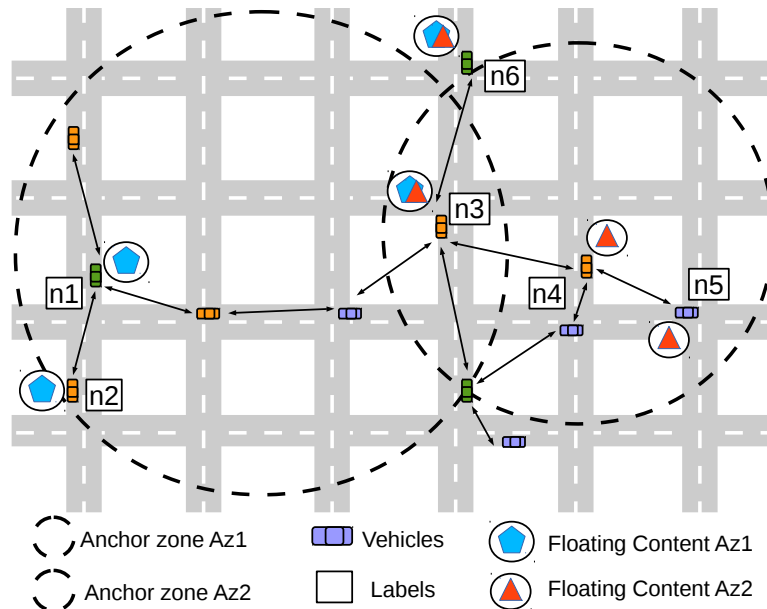 n6
n3
n1
n4
n5
n2
Anchor zone Az1
Vehicles
Floating Content Az1
Anchor zone Az2
Labels
Floating Content Az2